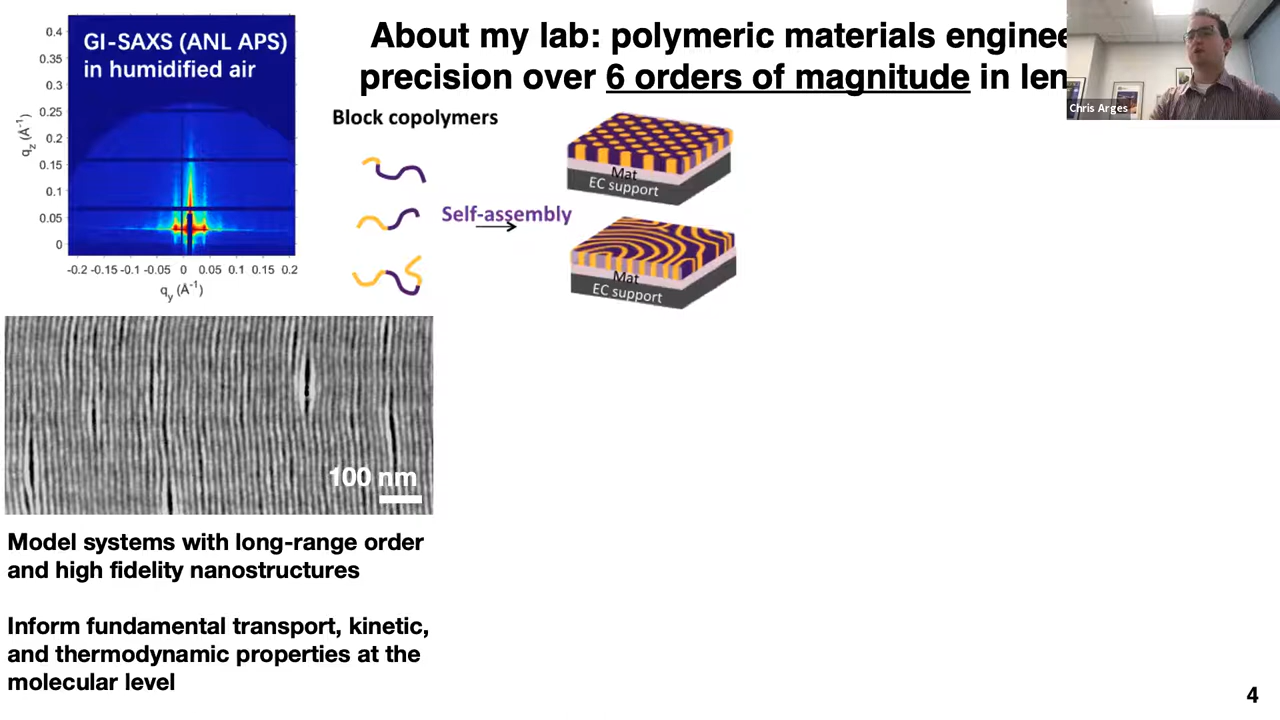 About my lab: polymeric materials enginee
precision over 6 orders of magnitude in len
Chris Arges
GI-SAXS (ANL APS)
in humidified air
0.4
0.35
0.3
0.25
0.2
0.15
0.1
0.05
0
qz (Å-1)
-0.2 -0.15 -0.1 -0.05 0 0.05 0.1 0.15 0.2
qy (Å-1)
Block copolymers
Self-assembly
Mat
EC support
Mat
EC support
100 nm
Model systems with long-range order
and high fidelity nanostructures
Inform fundamental transport, kinetic,
and thermodynamic properties at the
molecular level
4